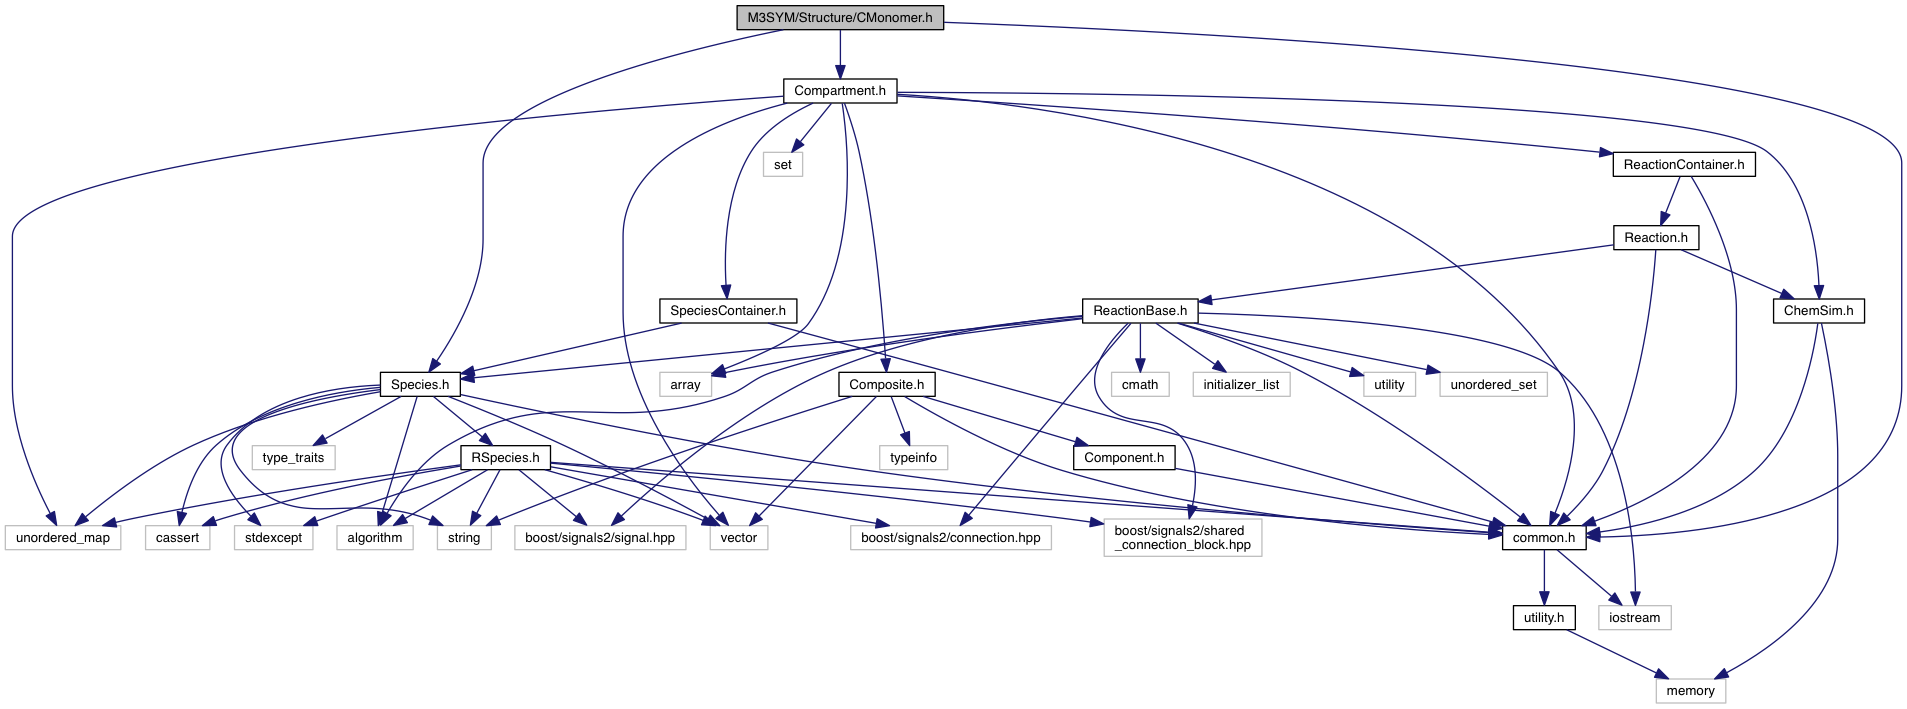 M3SYM/Structure/CMonomer.h
Compartment.h
set
ReactionContainer.h
Reaction.h
SpeciesContainer.h
ReactionBase.h
ChemSim.h
Species.h
array
Composite.h
cmath
initializer_list
utility
unordered_set
type_traits
RSpecies.h
typeinfo
Component.h
unordered_map
cassert
stdexcept
algorithm
string
boost/signals2/signal.hpp
vector
boost/signals2/connection.hpp
boost/signals2/shared
_connection_block.hpp
common.h
utility.h
iostream
memory